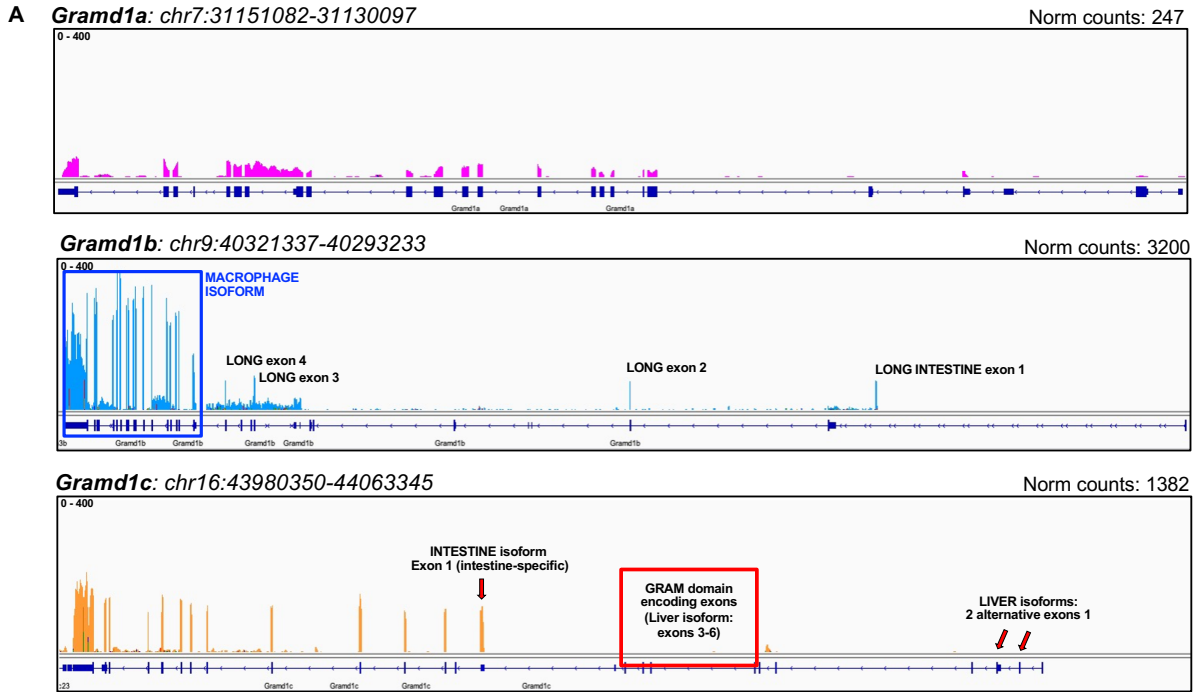 A Gramd1a: chr7:31151082-31130097 Norm counts: 247
0 - 400
Gramd1a Gramd1a Gramd1a
Gramd1b: chr9:40321337-40293233 Norm counts: 3200
0 - 400
MACROPHAGE
ISOFORM
LONG exon 4
LONG exon 3
LONG exon 2
LONG INTESTINE exon 1
3b Gramd1b Gramd1b Gramd1b Gramd1b Gramd1b Gramd1b
Gramd1c: chr16:43980350-44063345 Norm counts: 1382
0 - 400
INTESTINE isoform
Exon 1 (intestine-specific)
GRAM domain
encoding exons
(Liver isoform:
exons 3-6)
LIVER isoforms:
2 alternative exons 1
:23 Gramd1c Gramd1c Gramd1c Gramd1c